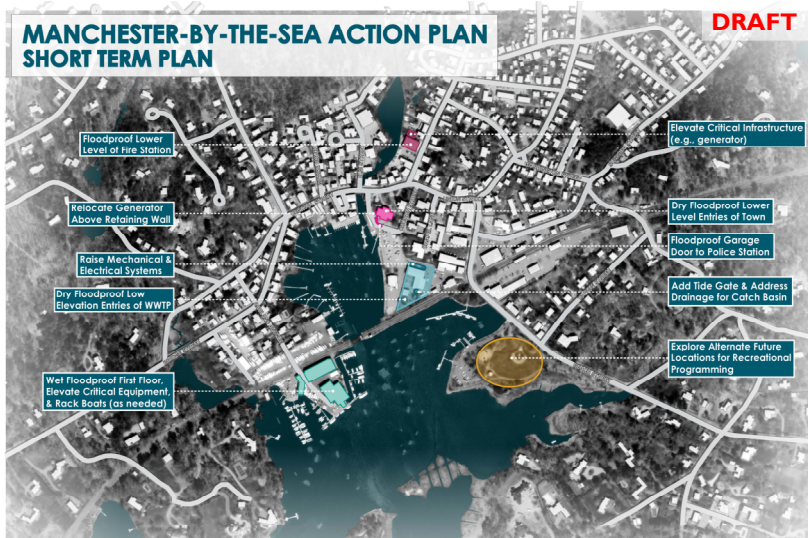 DRAFT
MANCHESTER-BY-THE-SEA ACTION PLAN
SHORT TERM PLAN
Floodproof Lower
Level of Fire Station
Relocate Generator
Above Retaining Wall
Raise Mechanical &
Electrical Systems
Dry Floodproof Low
Elevation Entries of WWTP
Wet Floodproof First Floor,
Elevate Critical Equipment,
& Rack Boats (as needed)
Elevate Critical Infrastructure
(e.g., generator)
Dry Floodproof Lower
Level Entries of Town
Floodproof Garage
Door to Police Station
Add Tide Gate & Address
Drainage for Catch Basin
Explore Alternate Future
Locations for Recreational
Programming